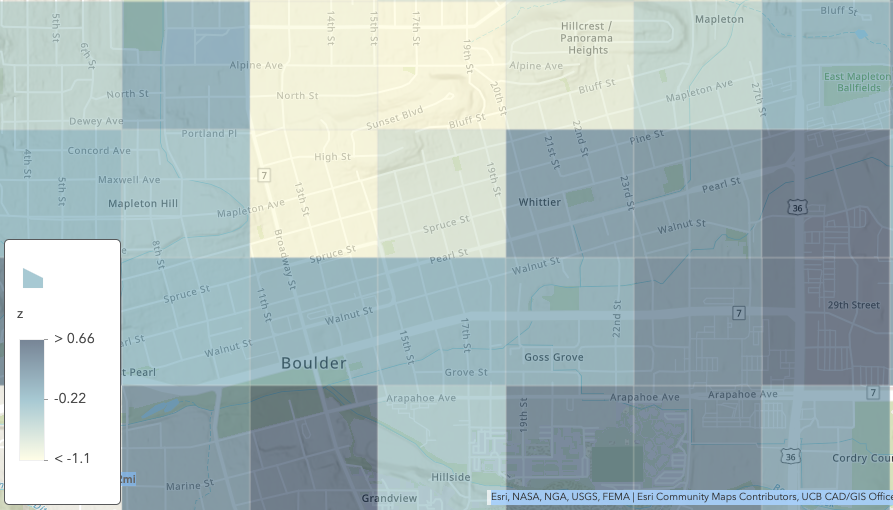 5th St
6th St
14th St
15th St
17th St
19th St
Hillcrest /
Panorama
Heights
Mapleton
Bluff St
Alpine Ave
Alpine Ave
North St
North St
20th St
Bluff St
Mapleton Ave
27th St
East Mapleton
Ballfields
Dewey Ave
Portland Pl
Sunset Blvd
Bluff St
22nd St
Pine St
4th St
Concord Ave
High St
21st St
5th St
Maxwell Ave
7
13th St
19th St
23rd St
Pearl St
Mapleton Hill
Mapleton Ave
Whittier
36
Spruce St
Walnut St
8th St
Broadway St
Spruce St
Pearl St
Walnut St
Spruce St
11th St
Walnut St
15th St
17th St
22nd St
7
29th Street
Walnut St
Boulder
Goss Grove
t Pearl
Grove St
Arapahoe Ave
Arapahoe Ave
Arapahoe Ave
7
19th St
36
Cordry Cou
Marine St
Hillside
Grandview
z
> 0.66
-0.22
< -1.1
Esri, NASA, NGA, USGS, FEMA | Esri Community Maps Contributors, UCB CAD/GIS Office